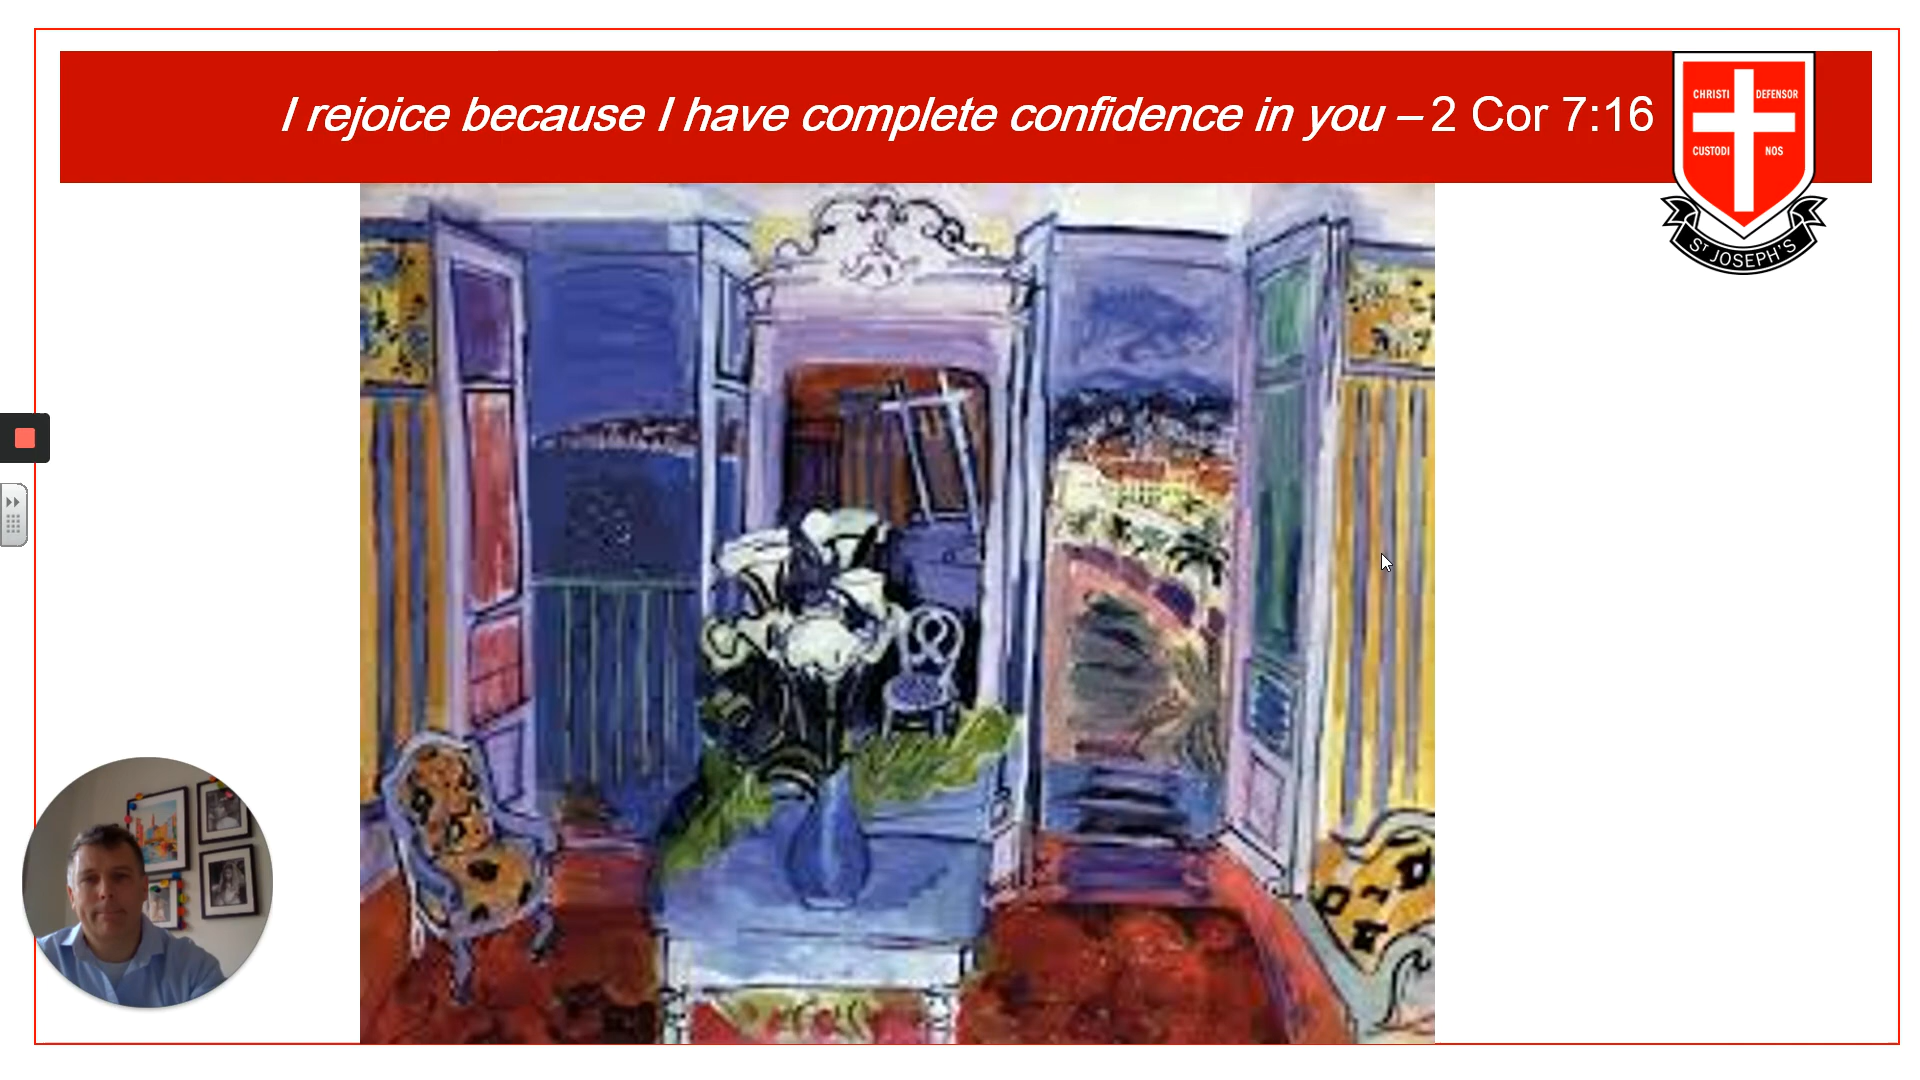 I rejoice because I have complete confidence in you – 2 Cor 7:16
CHRISTI DEFENSOR
CUSTODI NOS
ST JOSEPH'S